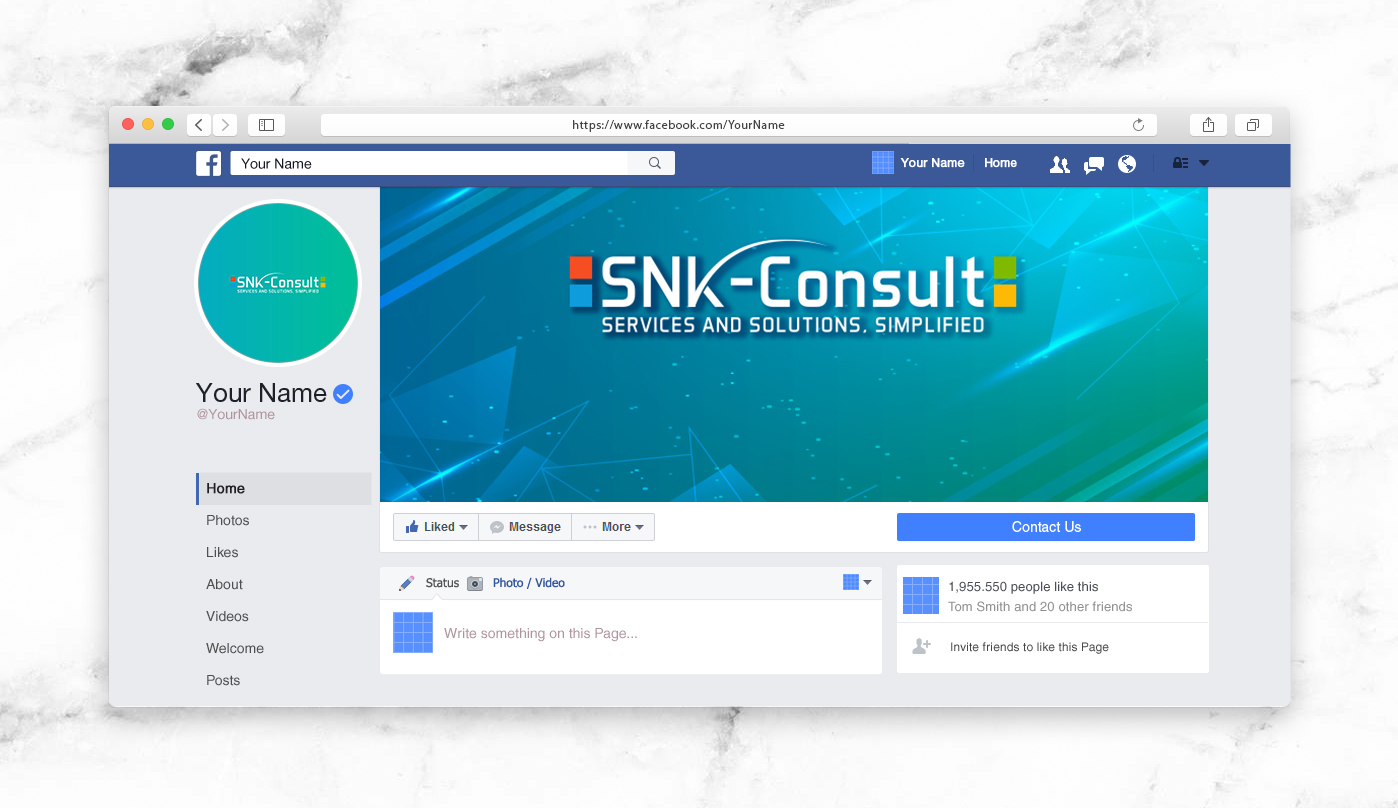 https://www.facebook.com/YourName
Your Name
Your Name
Home
SNK-Consult
SERVICES AND SOLUTIONS, SIMPLIFIED
SNK-Consult
SERVICES AND SOLUTIONS, SIMPLIFIED
Your Name
@YourName
Home
Photos
Likes
About
Videos
Welcome
Posts
Liked
Message
More
Contact Us
Status
Photo / Video
Write something on this Page...
1,955.550 people like this
Tom Smith and 20 other friends
Invite friends to like this Page